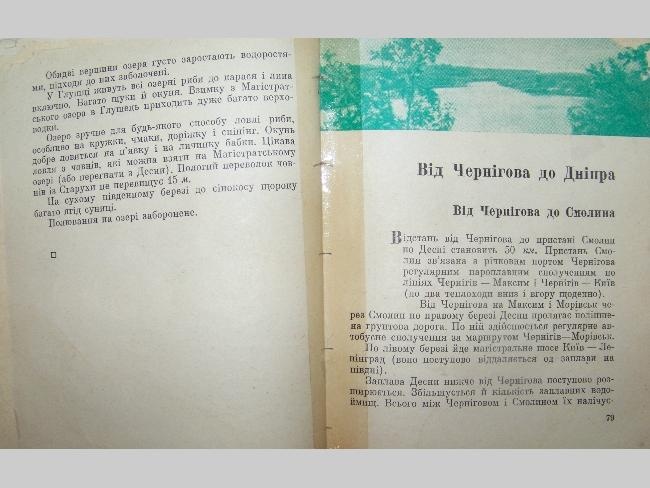 Обидві вершини озера густо заростають водоростя-
ми, підходи до них заболочені.
У Глушці живуть всі озерні риби до карася і лина
включно. Багато щуки й окуня. Взимку з Магістрат-
ського озера в Глушець приходить дуже багато верхо-
водки.
Озеро зручне для будь-якого способу ловлі риби,
особливо на кружки, чмаки, доріжку і спінінг. Окунь
добре ловиться на п'явку і на личинку бабки. Цікава
ловля з човнів, які можна взяти на Магістратському
озері (або перегнати з Десни). Пологий переволок чов-
нів із Старухи не перевищує 15 м.
На сухому південному березі до сінокосу щороку
багато ягід суниці.
Полювання на озері заборонене.
Від Чернігова до Дніпра
Від Чернігова до Смолина
Відстань від Чернігова до пристані Смолин
по Десні становить 50 км. Пристань Смо-
лин зв'язана з річковим портом Чернігова
регулярним пароплавним сполученням по
лініях Чернігів — Максим і Чернігів — Київ
(по два теплоходи вниз і вгору щоденно).
Від Чернігова на Максим і Морівськ че-
рез Смолин по правому березі Десни пролягає поліпше-
на грунтова дорога. По ній здійснюється регулярне ав-
тобусне сполучення за маршрутом Чернігів—Морівськ.
По лівому березі йде магістральне шосе Київ — Ле-
нінград (воно поступово віддаляється від заплави на
півдні).
Заплава Десни нижче від Чернігова поступово роз-
ширюється. Збільшується й кількість заплавних водо-
ймищ. Всього між Черніговом і Смолином їх налічує-
79